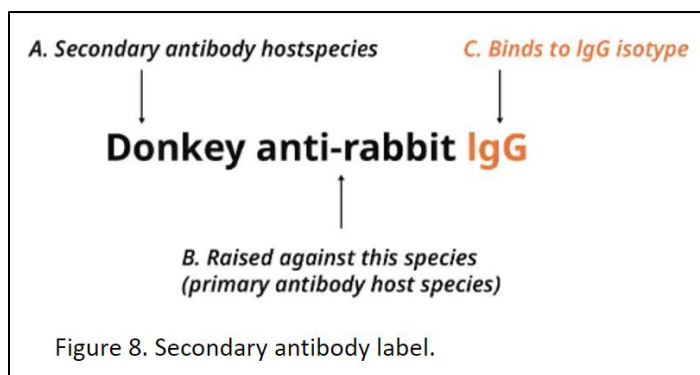 A. Secondary antibody hostspecies
C. Binds to IgG isotype
Donkey anti-rabbit IgG
B. Raised against this species
(primary antibody host species)
Figure 8. Secondary antibody label.